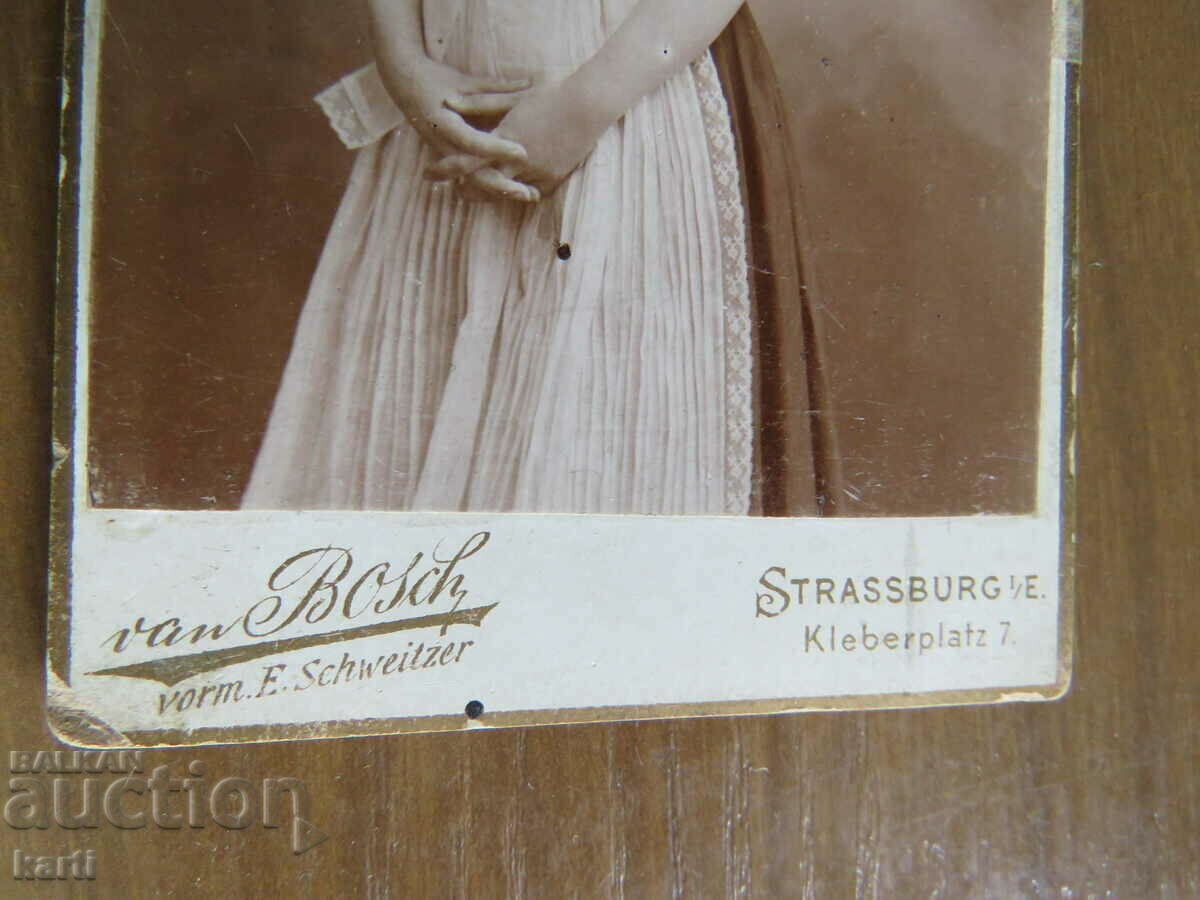 van Bosch,
vorm. E. Schweitzer
STRASSBURG I/E.
Kleberplatz 7.
BALKAN
auction
karti